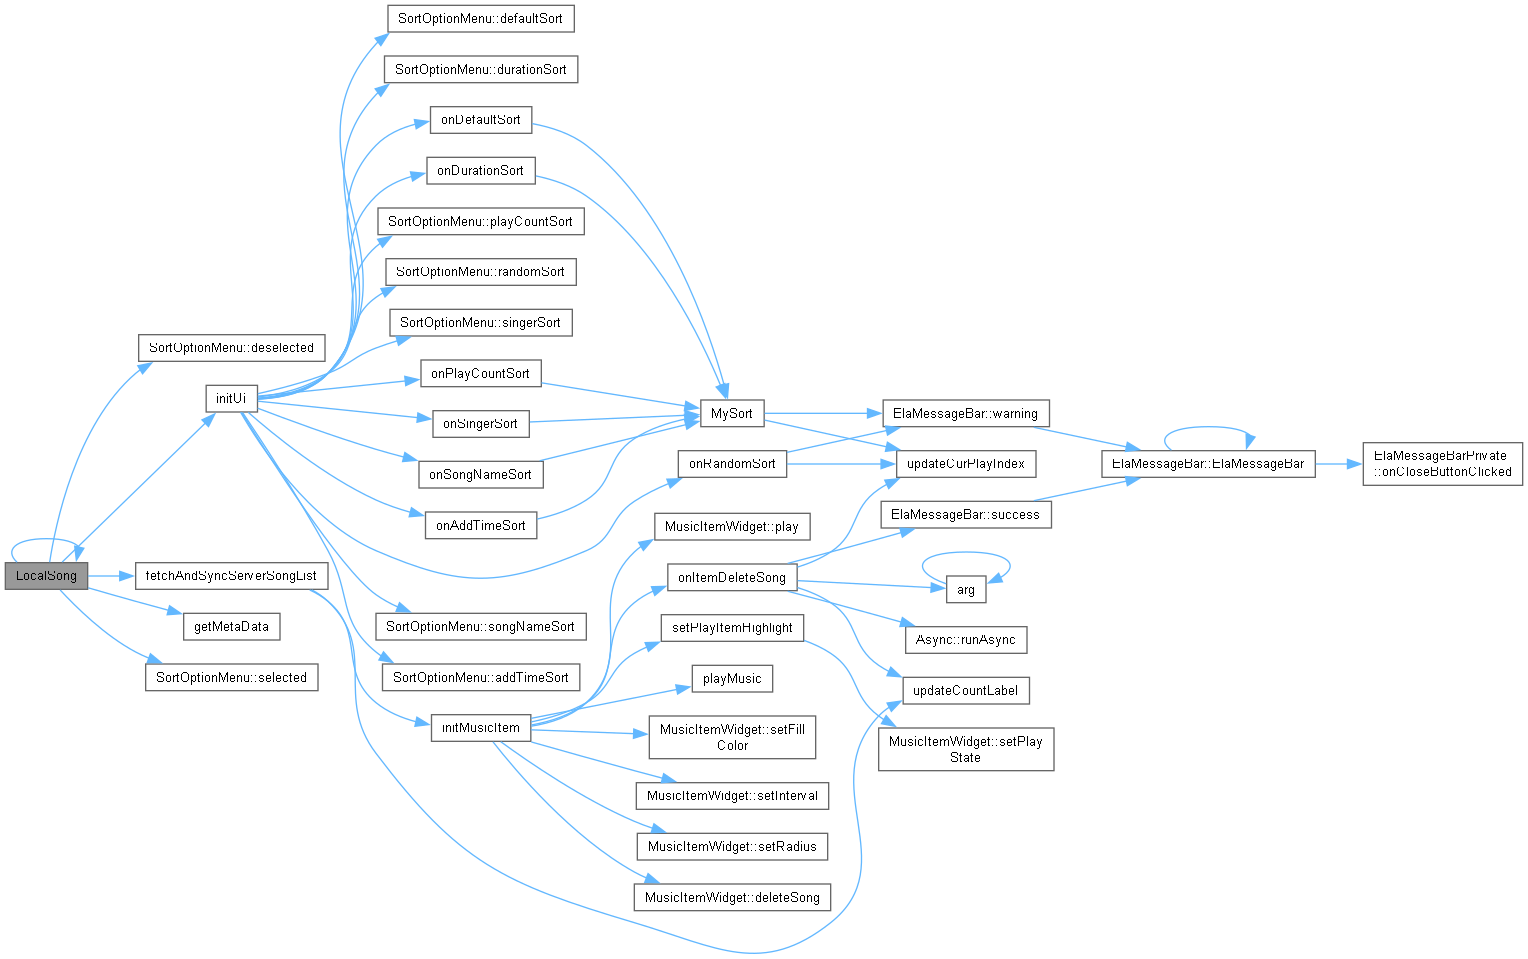 SortOptionMenu::defaultSort
SortOptionMenu::durationSort
onDefaultSort
onDurationSort
SortOptionMenu::playCountSort
SortOptionMenu::randomSort
SortOptionMenu::singerSort
SortOptionMenu::deselected
onPlayCountSort
initUi
MySort
ElaMessageBar::warning
onSingerSort
onSongNameSort
onRandomSort
updateCurPlayIndex
ElaMessageBar::ElaMessageBar
ElaMessageBarPrivate
::onCloseButtonClicked
onAddTimeSort
MusicItemWidget::play
ElaMessageBar::success
LocalSong
fetchAndSyncServerSongList
onItemDeleteSong
arg
getMetaData
SortOptionMenu::songNameSort
setPlayItemHighlight
Async::runAsync
SortOptionMenu::selected
SortOptionMenu::addTimeSort
playMusic
updateCountLabel
initMusicItem
MusicItemWidget::setFill
Color
MusicItemWidget::setPlay
State
MusicItemWidget::setInterval
MusicItemWidget::setRadius
MusicItemWidget::deleteSong